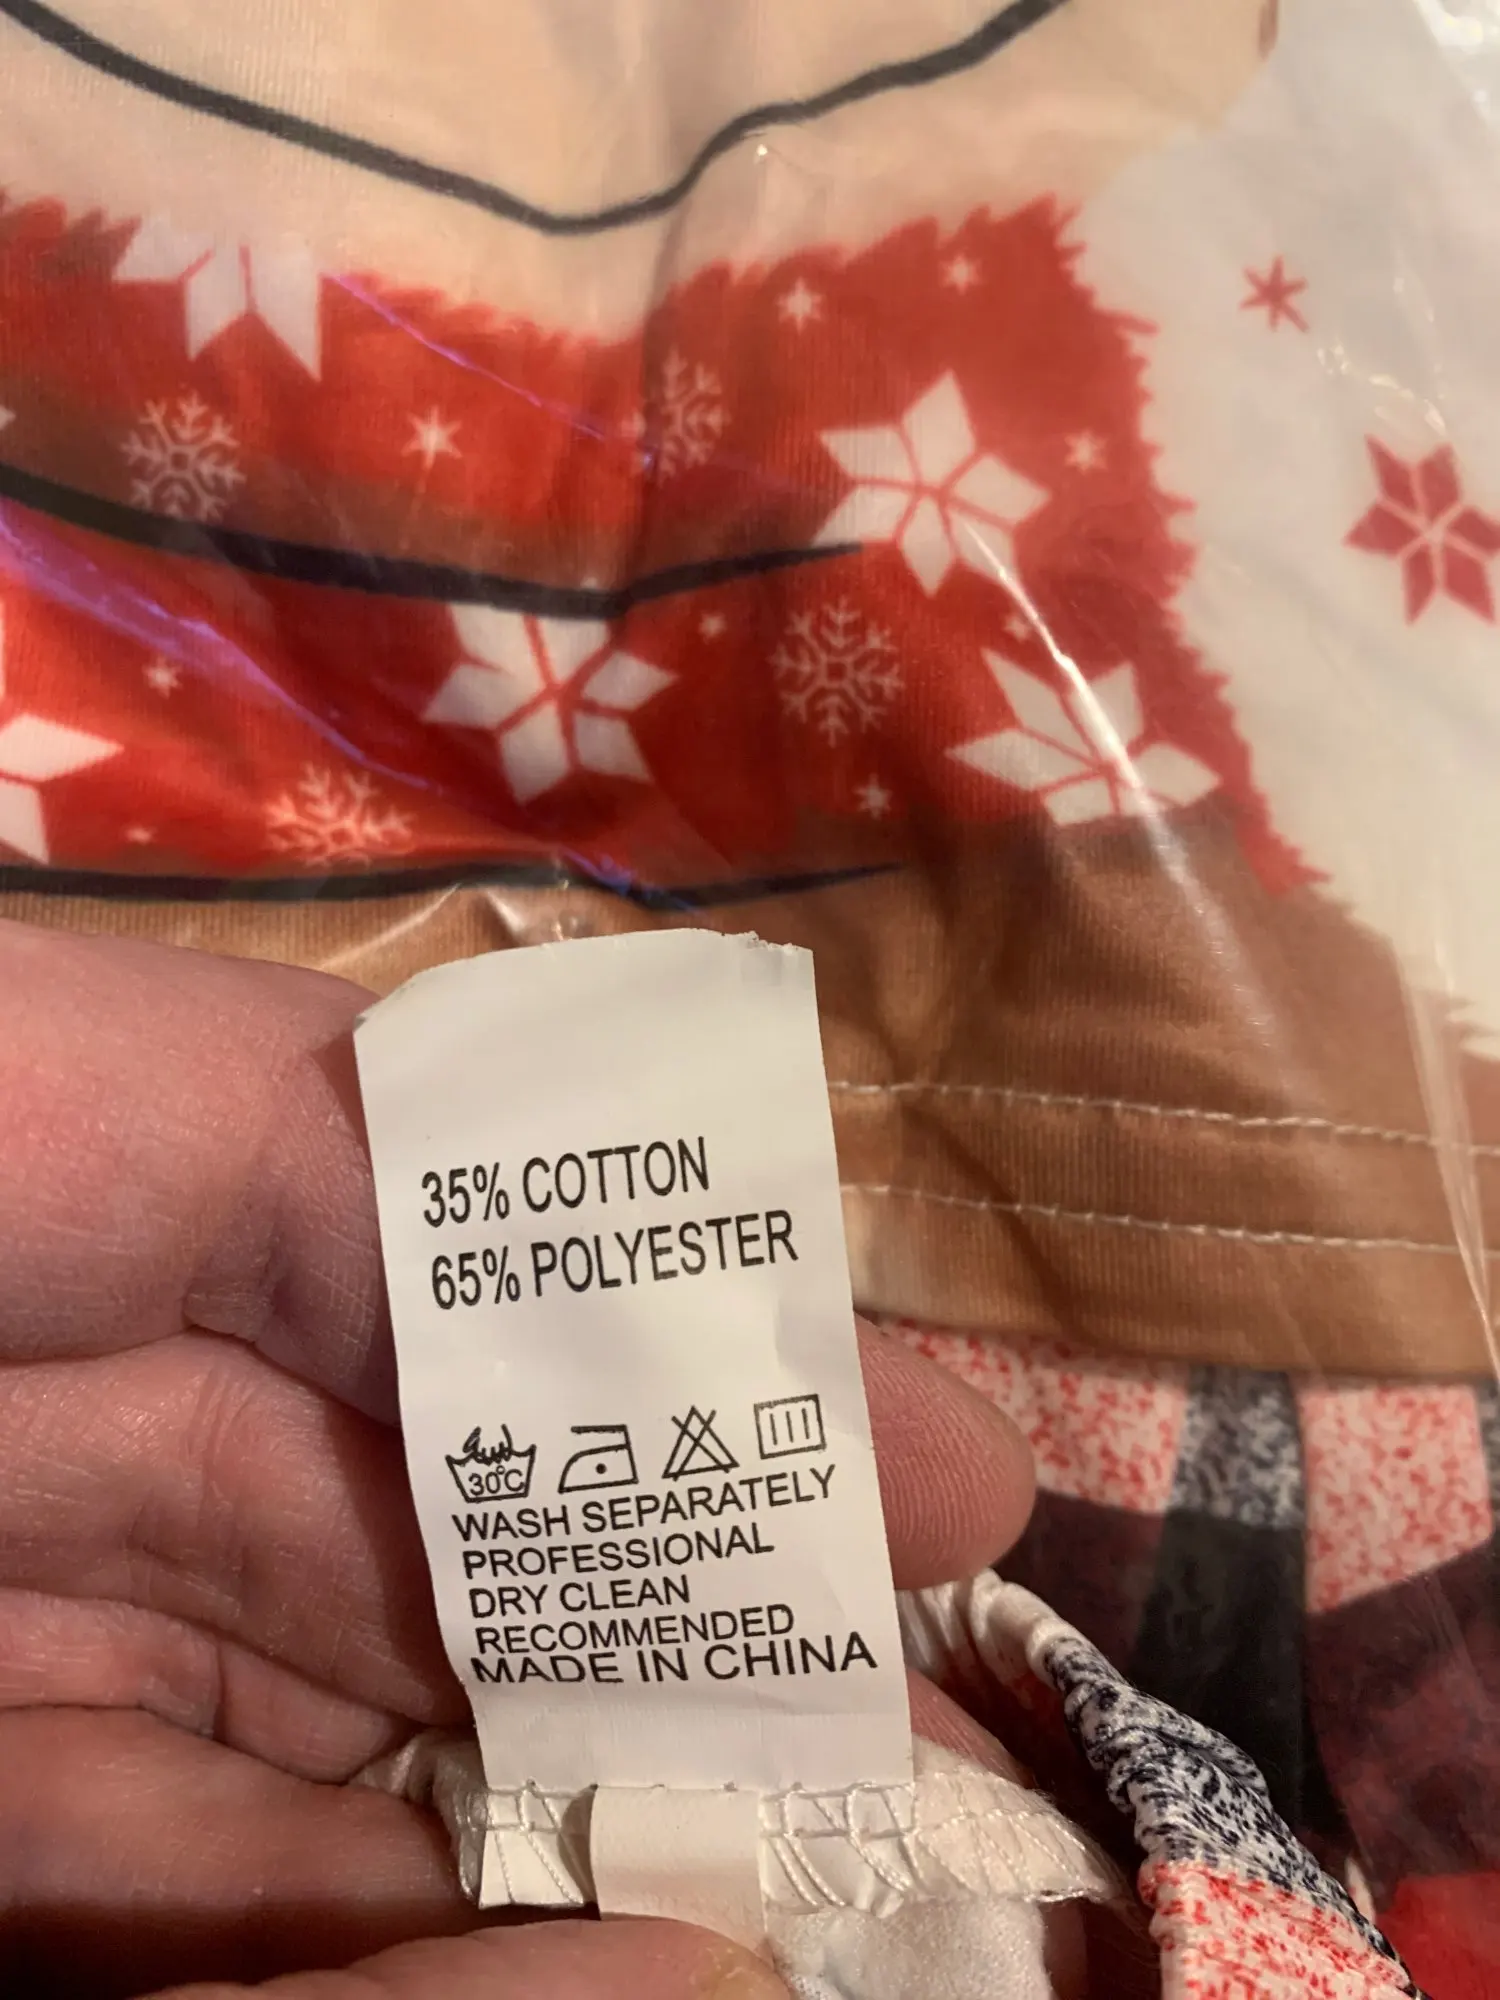 35% COTTON
65% POLYESTER
30°C
WASH SEPARATELY
PROFESSIONAL
DRY CLEAN
RECOMMENDED
MADE IN CHINA